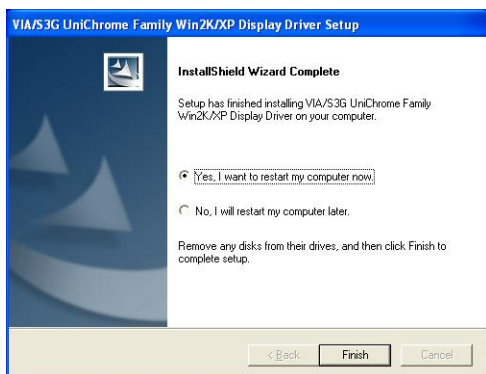 VIA/S3G UniChrome Family Win2K/XP Display Driver Setup
InstallShield Wizard Complete
Setup has finished installing VIA/S3G UniChrome Family
Win2K/XP Display Driver on your computer.
Yes, I want to restart my computer now.
No, I will restart my computer later.
Remove any disks from their drives, and then click Finish to
complete setup.
< Back
Finish
Cancel